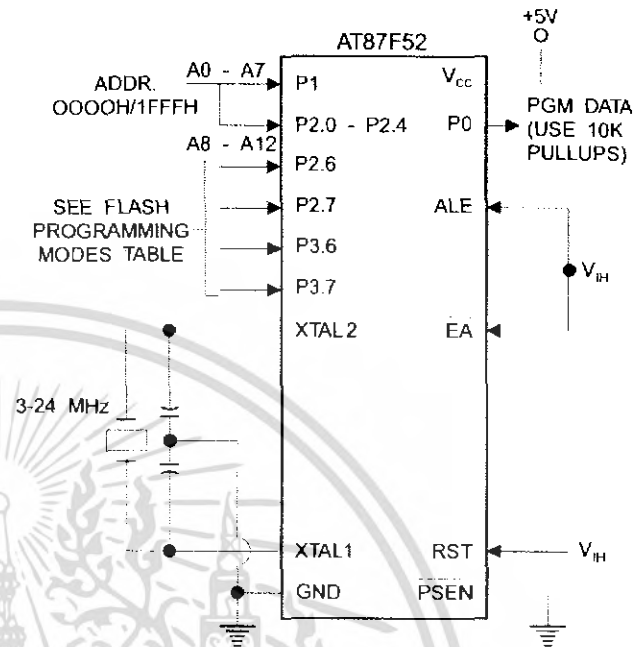 +5V
AT87F52
A0 - A7
ADDR.
OOOOH/1FFFH
P1
Vcc
PGM DATA
(USE 10K
PULLUPS)
P2.0 - P2.4
P0
A8 - A12
P2.6
SEE FLASH
PROGRAMMING
MODES TABLE
P2.7
ALE
P3.6
VIH
P3.7
XTAL2
EA
3-24 MHz
XTAL1
RST
VIH
GND
PSEN